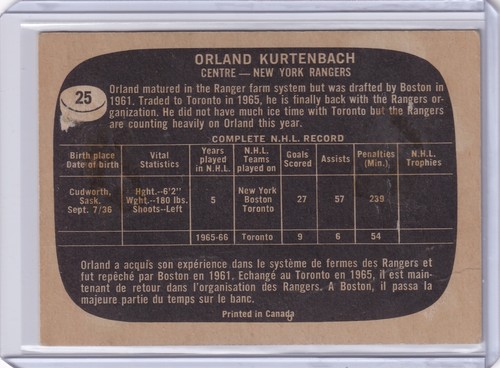 ORLAND KURTENBACH
CENTRE — NEW YORK RANGERS
25
Orland matured in the Ranger farm system but was drafted by Boston in
1961. Traded to Toronto in 1965, he is finally back with the Rangers or-
ganization. He did not have much ice time with Toronto but the Rangers
are counting heavily on Orland this year.
COMPLETE N.H.L. RECORD
Birth place Date of birth | Vital Statistics | Years played in N.H.L. | N.H.L. Teams played on | Goals Scored | Assists | Penalties (Min.) | N.H.L. Trophies
Cudworth, Sask. Sept. 7/36 | Hght.--6'2" Wght.--180 lbs. Shoots--Left | 5 | New York Boston Toronto | 27 | 57 | 239
1965-66 | Toronto | 9 | 6 | 54
Orland a acquis son expérience dans le système de fermes des Rangers et
fut repêché par Boston en 1961. Echangé au Toronto en 1965, il est main-
tenant de retour dans l'organisation des Rangers. A Boston, il passa la
majeure partie du temps sur le banc.
Printed in Canada